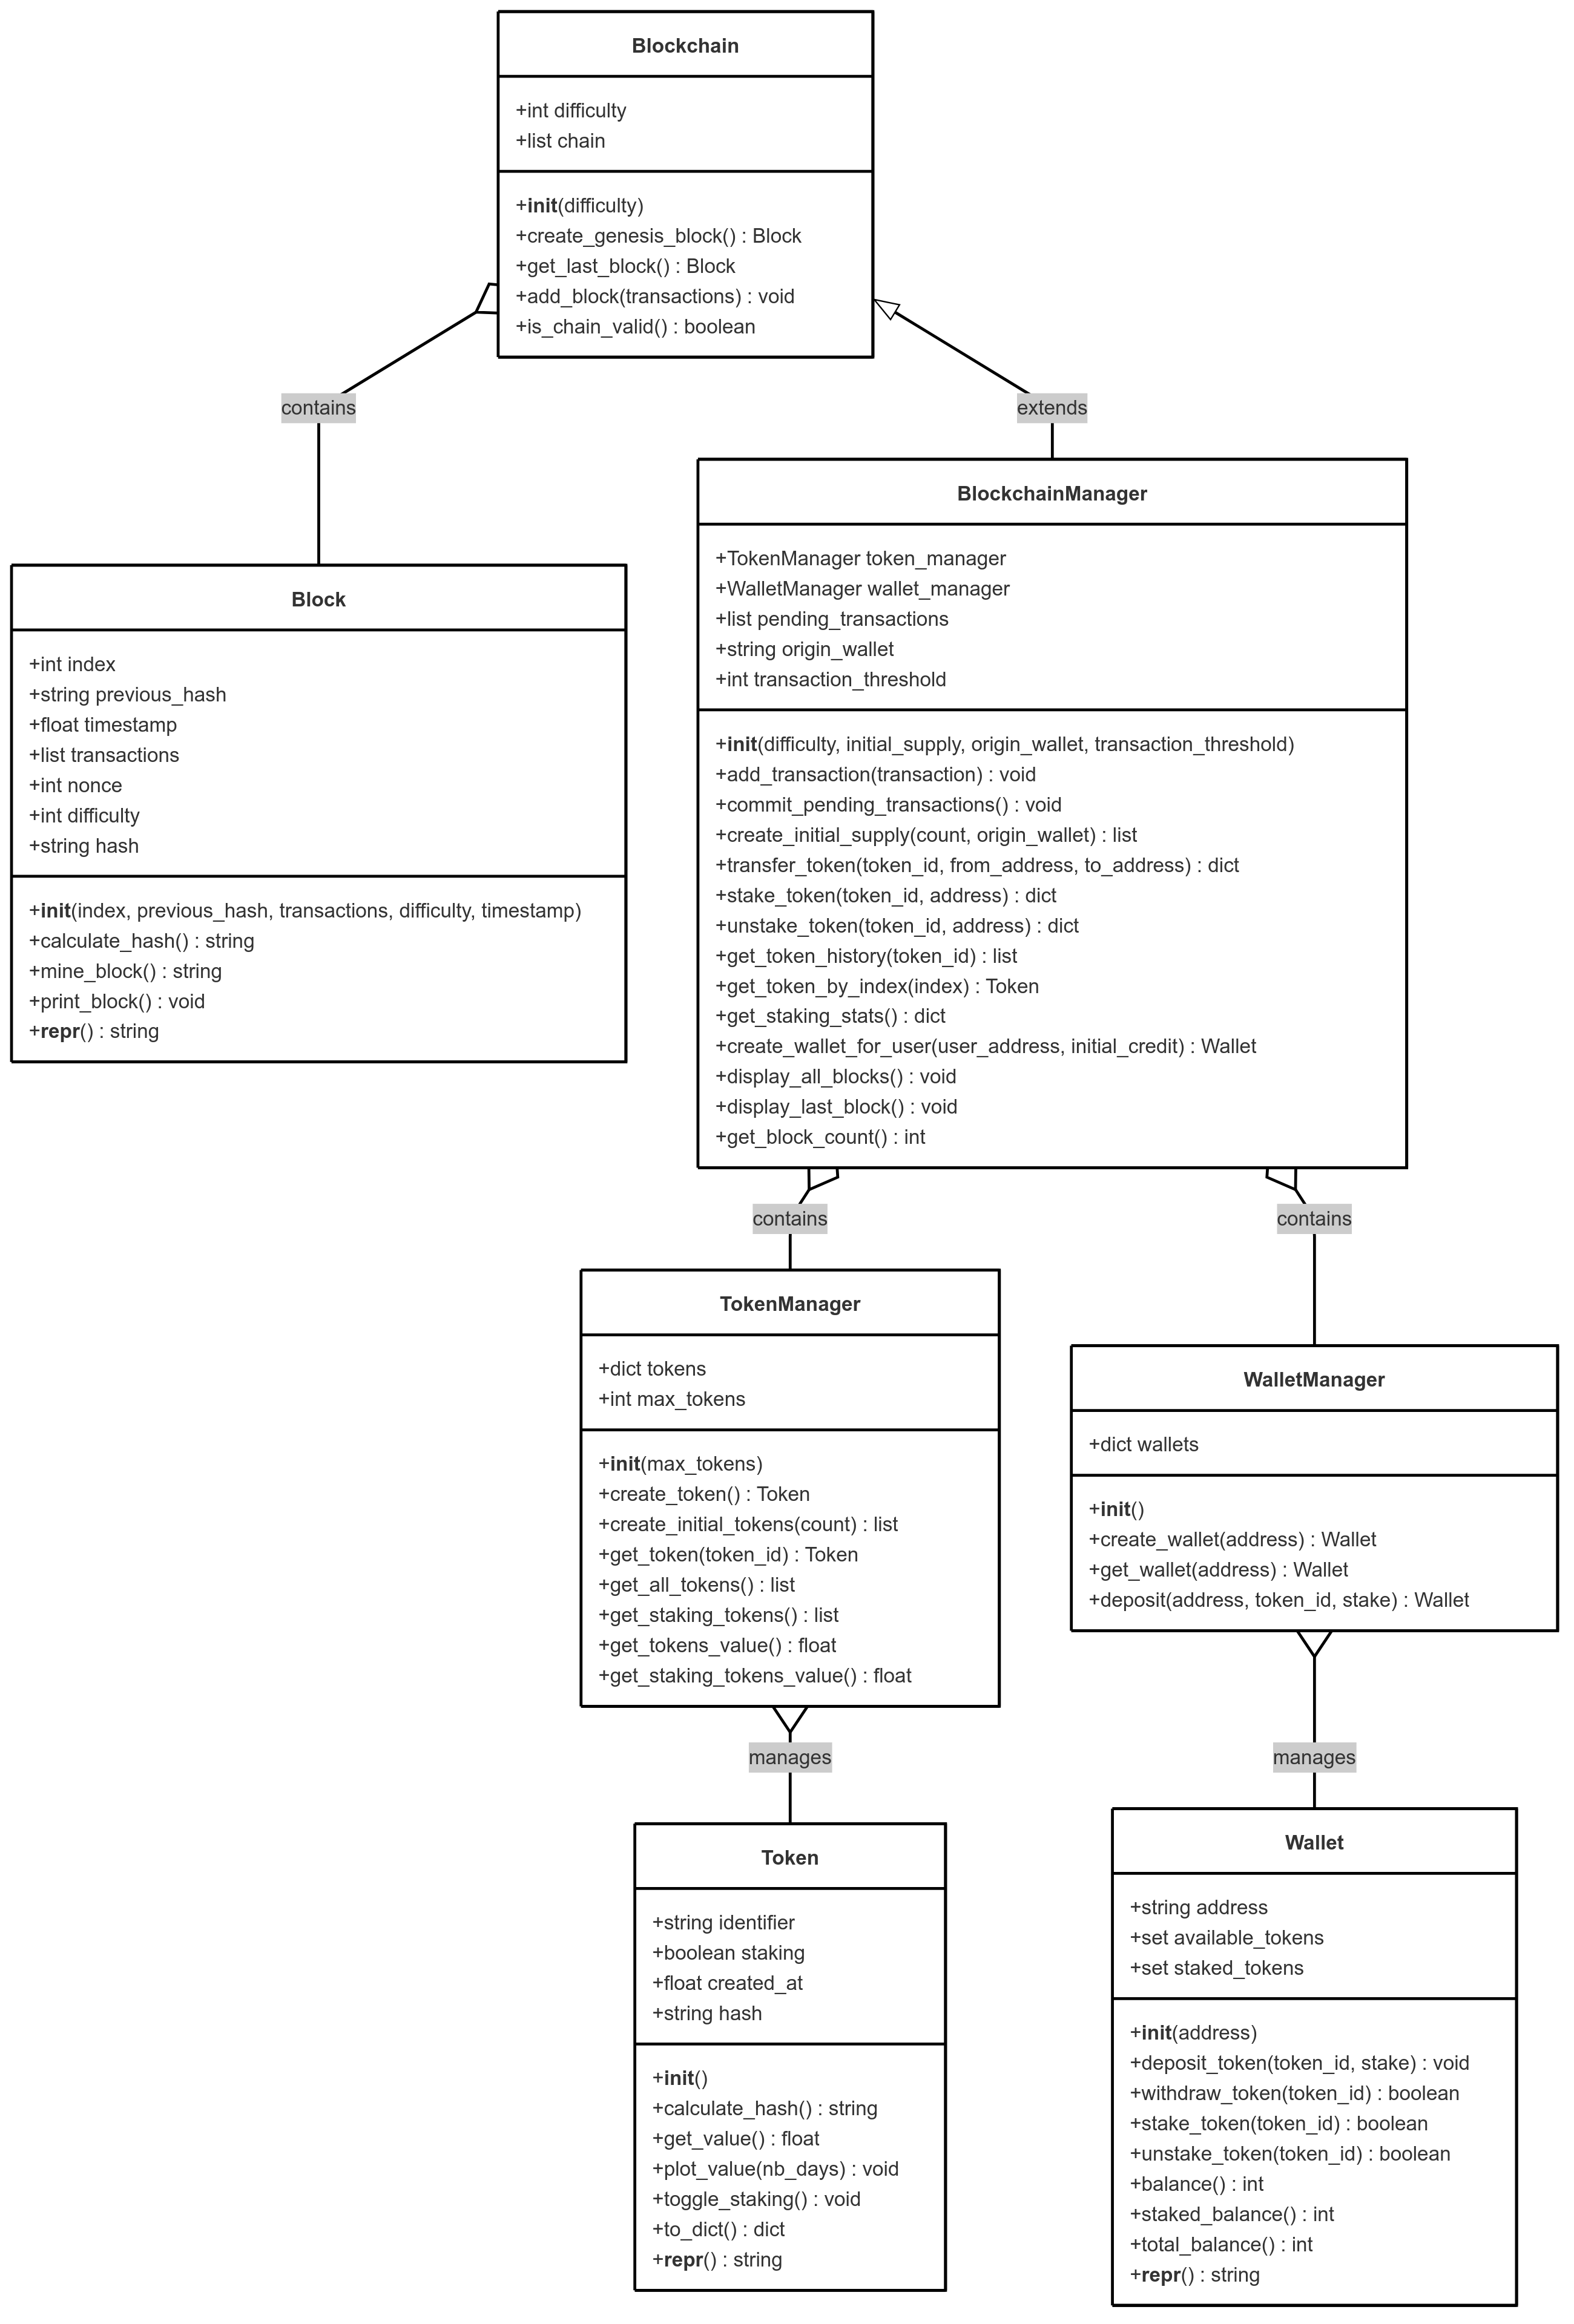 Blockchain
+int difficulty
+list chain
+init(difficulty)
+create_genesis_block() : Block
+get_last_block() : Block
+add_block(transactions) : void
+is_chain_valid() : boolean
contains
extends
Block
+int index
+string previous_hash
+float timestamp
+list transactions
+int nonce
+int difficulty
+string hash
+init(index, previous_hash, transactions, difficulty, timestamp)
+calculate_hash() : string
+mine_block() : string
+print_block() : void
+repr() : string
BlockchainManager
+TokenManager token_manager
+WalletManager wallet_manager
+list pending_transactions
+string origin_wallet
+int transaction_threshold
+init(difficulty, initial_supply, origin_wallet, transaction_threshold)
+add_transaction(transaction) : void
+commit_pending_transactions() : void
+create_initial_supply(count, origin_wallet) : list
+transfer_token(token_id, from_address, to_address) : dict
+stake_token(token_id, address) : dict
+unstake_token(token_id, address) : dict
+get_token_history(token_id) : list
+get_token_by_index(index) : Token
+get_staking_stats() : dict
+create_wallet_for_user(user_address, initial_credit) : Wallet
+display_all_blocks() : void
+display_last_block() : void
+get_block_count() : int
contains
contains
TokenManager
+dict tokens
+int max_tokens
+init(max_tokens)
+create_token() : Token
+create_initial_tokens(count) : list
+get_token(token_id) : Token
+get_all_tokens() : list
+get_staking_tokens() : list
+get_tokens_value() : float
+get_staking_tokens_value() : float
WalletManager
+dict wallets
+init()
+create_wallet(address) : Wallet
+get_wallet(address) : Wallet
+deposit(address, token_id, stake) : Wallet
manages
manages
Token
+string identifier
+boolean staking
+float created_at
+string hash
+init()
+calculate_hash() : string
+get_value() : float
+plot_value(nb_days) : void
+toggle_staking() : void
+to_dict() : dict
+repr() : string
Wallet
+string address
+set available_tokens
+set staked_tokens
+init(address)
+deposit_token(token_id, stake) : void
+withdraw_token(token_id) : boolean
+stake_token(token_id) : boolean
+unstake_token(token_id) : boolean
+balance() : int
+staked_balance() : int
+total_balance() : int
+repr() : string